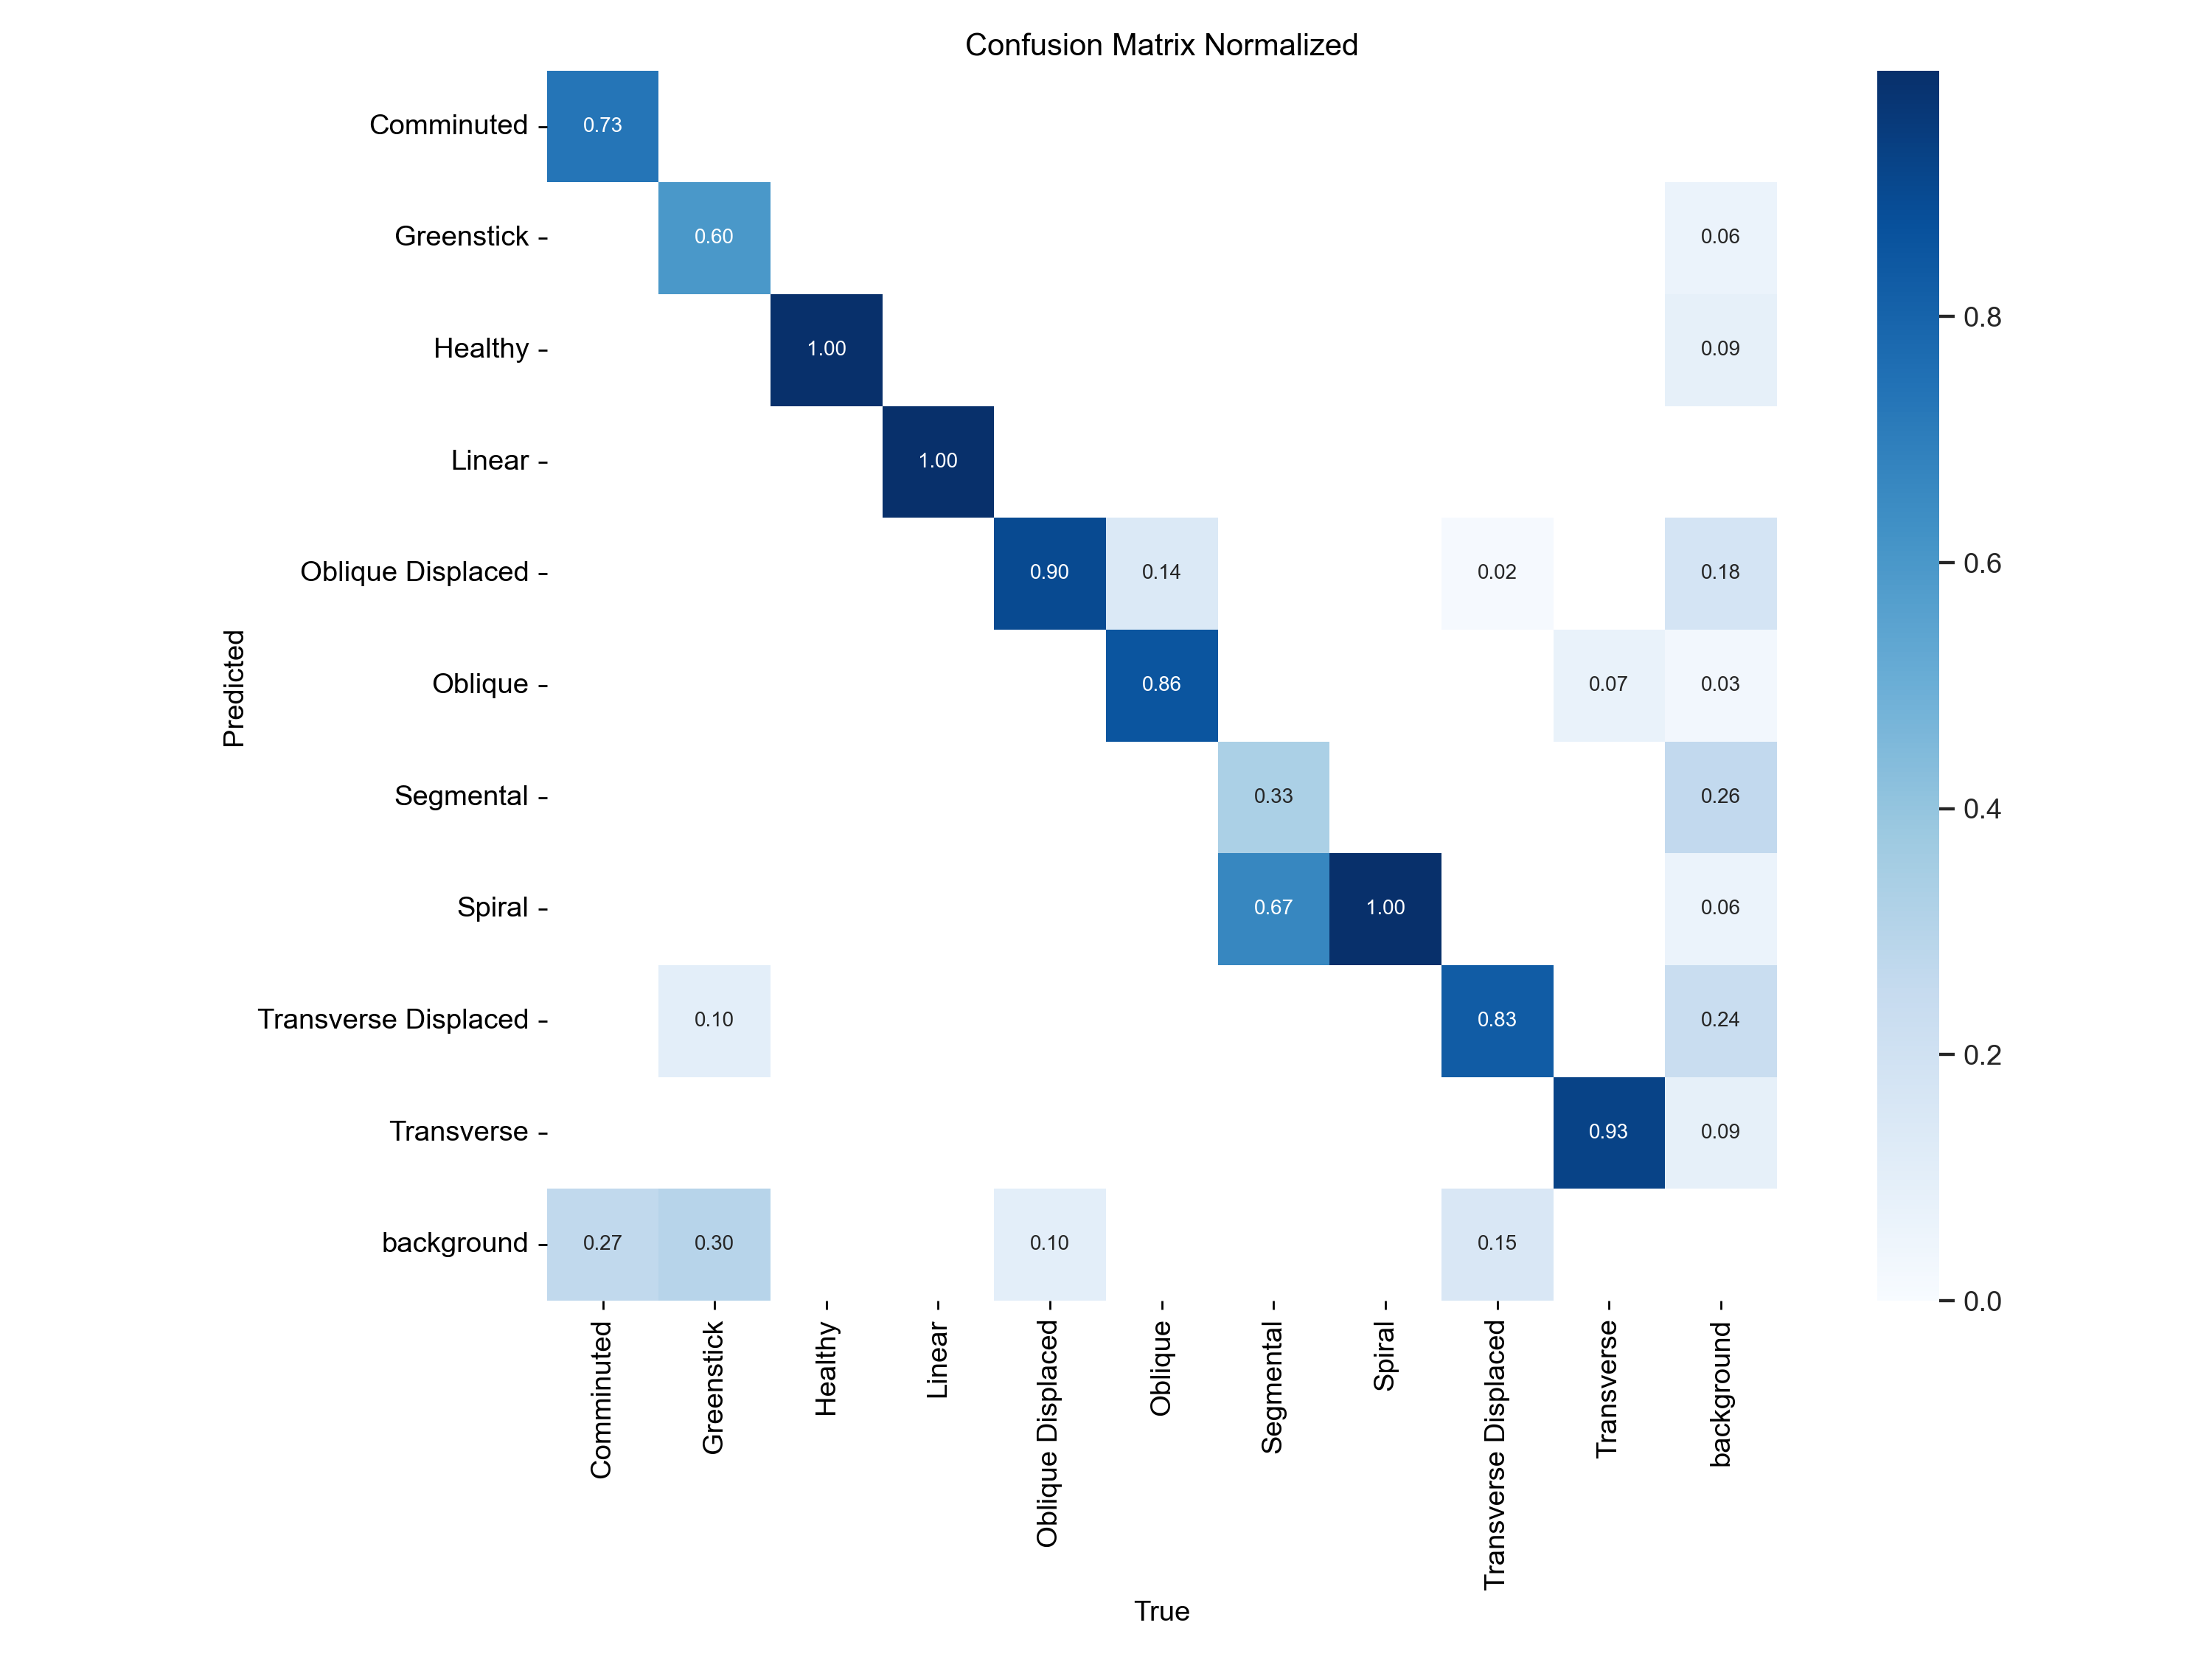 Confusion Matrix Normalized
Comminuted
0.73
Greenstick
0.60
0.06
Healthy
1.00
0.09
0.8
Linear
1.00
Oblique Displaced
0.90
0.14
0.02
0.18
0.6
Predicted
Oblique
0.86
0.07
0.03
Segmental
0.33
0.26
0.4
Spiral
0.67
1.00
0.06
Transverse Displaced
0.10
0.83
0.24
0.2
Transverse
0.93
0.09
background
0.27
0.30
0.10
0.15
0.0
Comminuted
Greenstick
Healthy
Linear
Oblique Displaced
Oblique
Segmental
Spiral
Transverse Displaced
Transverse
background
True